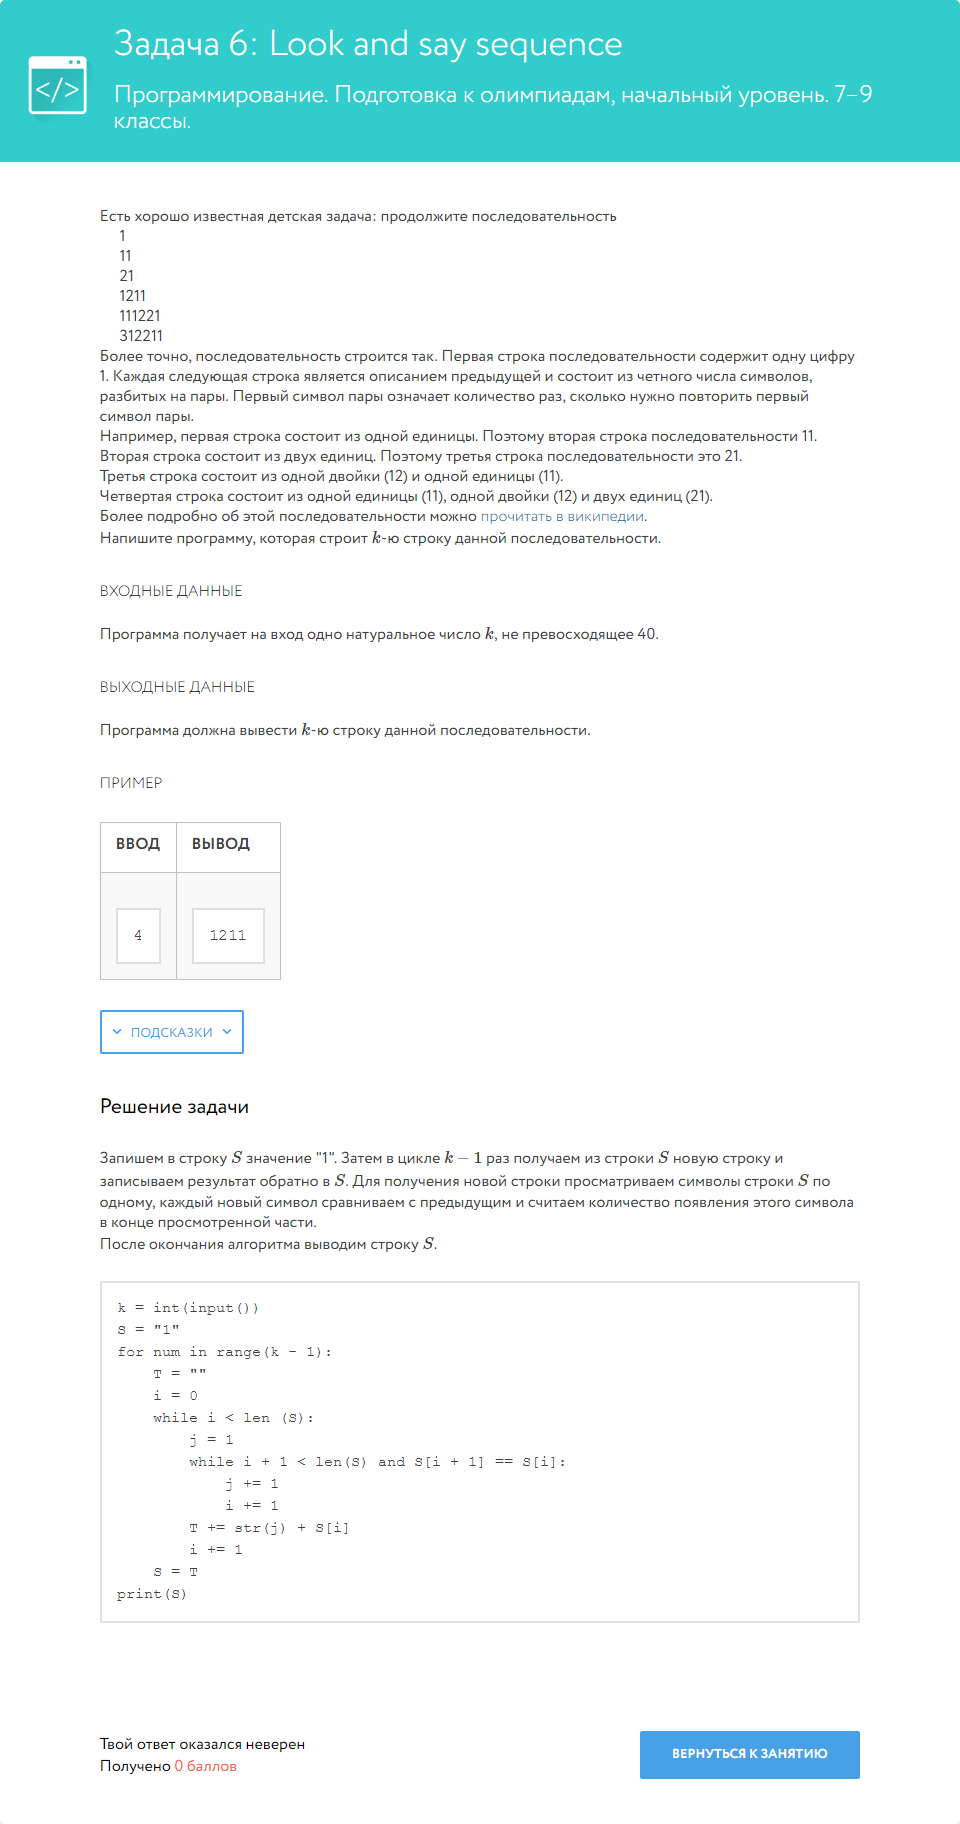 </>
Задача 6: Look and say sequence
Программирование. Подготовка к олимпиадам, начальный уровень. 7–9
классы.
Есть хорошо известная детская задача: продолжите последовательность
1
11
21
1211
111221
312211
Более точно, последовательность строится так. Первая строка последовательности содержит одну цифру
1. Каждая следующая строка является описанием предыдущей и состоит из четного числа символов,
разбитых на пары. Первый символ пары означает количество раз, сколько нужно повторить первый
символ пары.
Например, первая строка состоит из одной единицы. Поэтому вторая строка последовательности 11.
Вторая строка состоит из двух единиц. Поэтому третья строка последовательности это 21.
Третья строка состоит из одной двойки (12) и одной единицы (11).
Четвертая строка состоит из одной единицы (11), одной двойки (12) и двух единиц (21).
Более подробно об этой последовательности можно прочитать в википедии.
Напишите программу, которая строит k-ю строку данной последовательности.
ВХОДНЫЕ ДАННЫЕ
Программа получает на вход одно натуральное число k, не превосходящее 40.
ВЫХОДНЫЕ ДАННЫЕ
Программа должна вывести k-ю строку данной последовательности.
ПРИМЕР
ВВОД ВЫВОД
4 1211
ПОДСКАЗКИ
Решение задачи
Запишем в строку S значение "1". Затем в цикле k − 1 раз получаем из строки S новую строку и
записываем результат обратно в S. Для получения новой строки просматриваем символы строки S по
одному, каждый новый символ сравниваем с предыдущим и считаем количество появления этого символа
в конце просмотренной части.
После окончания алгоритма выводим строку S.
k = int(input())
S = "1"
for num in range(k - 1):
    T = ""
    i = 0
    while i < len (S):
        j = 1
        while i + 1 < len(S) and S[i + 1] == S[i]:
            j += 1
            i += 1
        T += str(j) + S[i]
        i += 1
    S = T
print(S)
Твой ответ оказался неверен
Получено 0 баллов
ВЕРНУТЬСЯ К ЗАНЯТИЮ